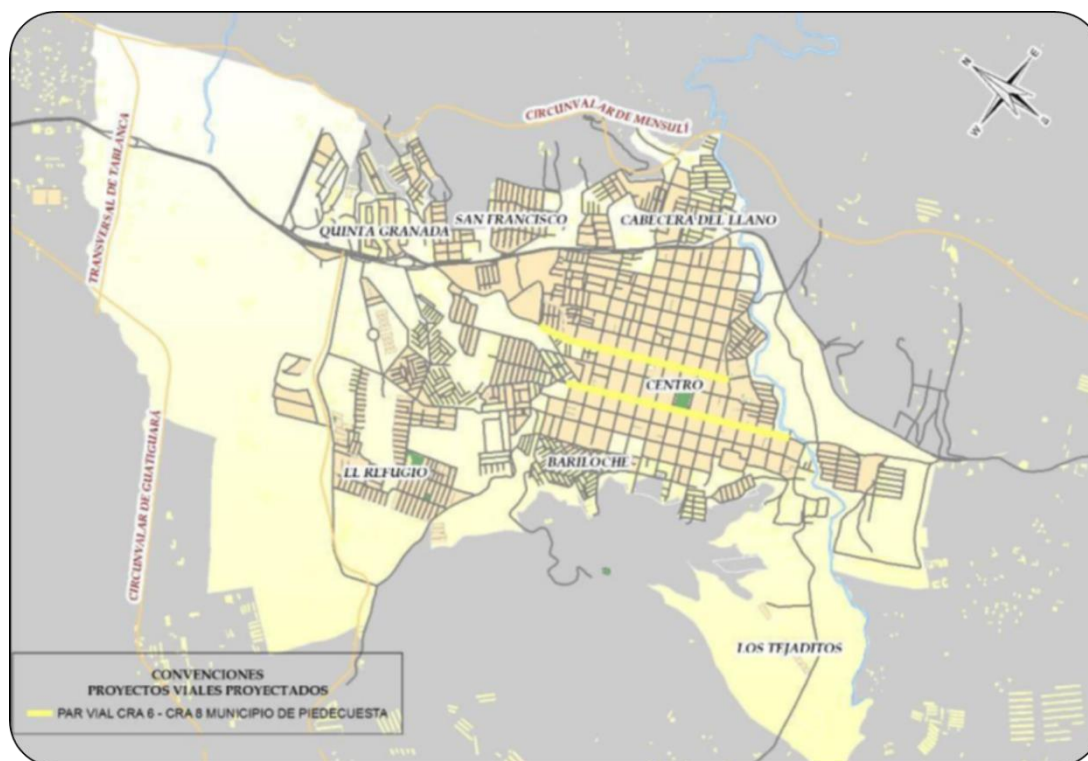 CIRCUNVALAR DE MENSULÍ
N
E
W
S
TRANSVERSAL DE TABLANCA
QUINTA GRANADA
SAN FRANCISCO
CABECERA DEL LLANO
CENTRO
CIRCUNVALAR DE GUATIGUARÁ
EL REFUGIO
BARILOCHE
LOS TEJADITOS
CONVENCIONES
PROYECTOS VIALES PROYECTADOS
PAR VIAL CRA 6 - CRA 8 MUNICIPIO DE PIEDECUESTA